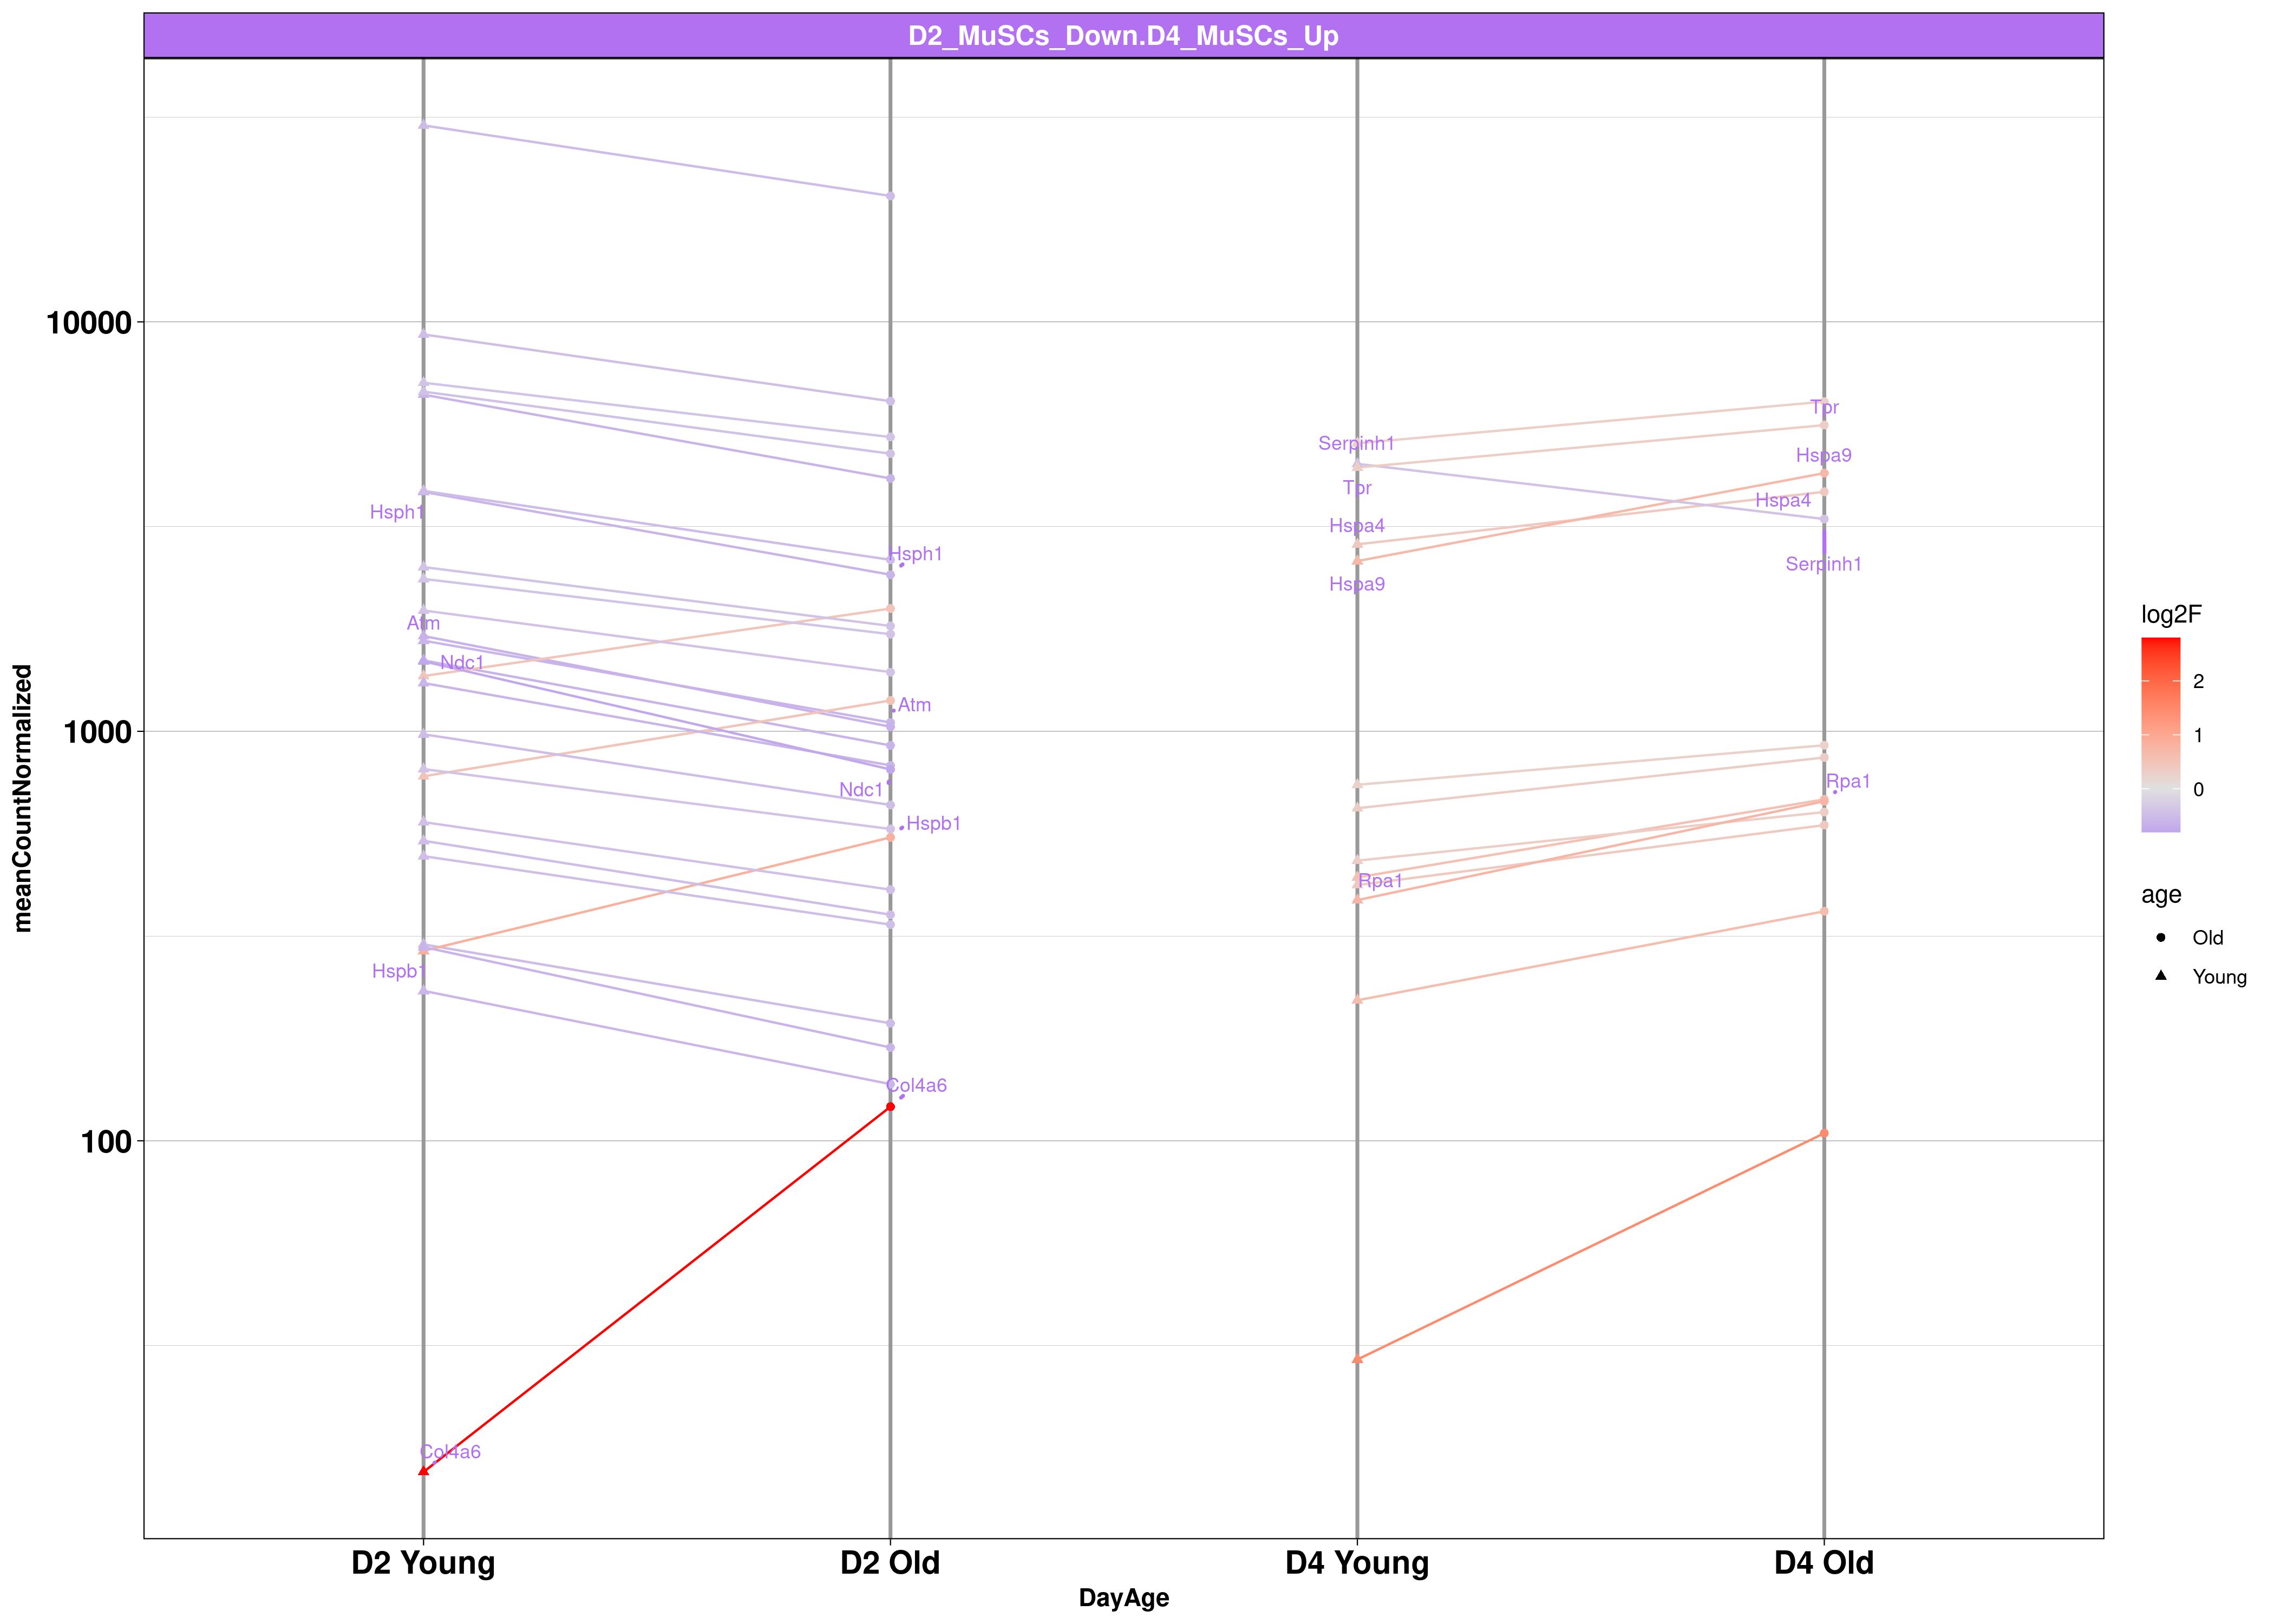 D2_MuSCs_Down.D4_MuSCs_Up
meanCountNormalized
10000
1000
100
Tpr
Serpinh1
Hspa9
Tpr
Hspa4
Hsph1
Hspa4
Hsph1
Serpinh1
Hspa9
Atm
Ndc1
Atm
Rpa1
Ndc1
Hspb1
Rpa1
Hspb1
Col4a6
Col4a6
log2F
2
1
0
age
Old
Young
D2 Young
D2 Old
D4 Young
D4 Old
DayAge